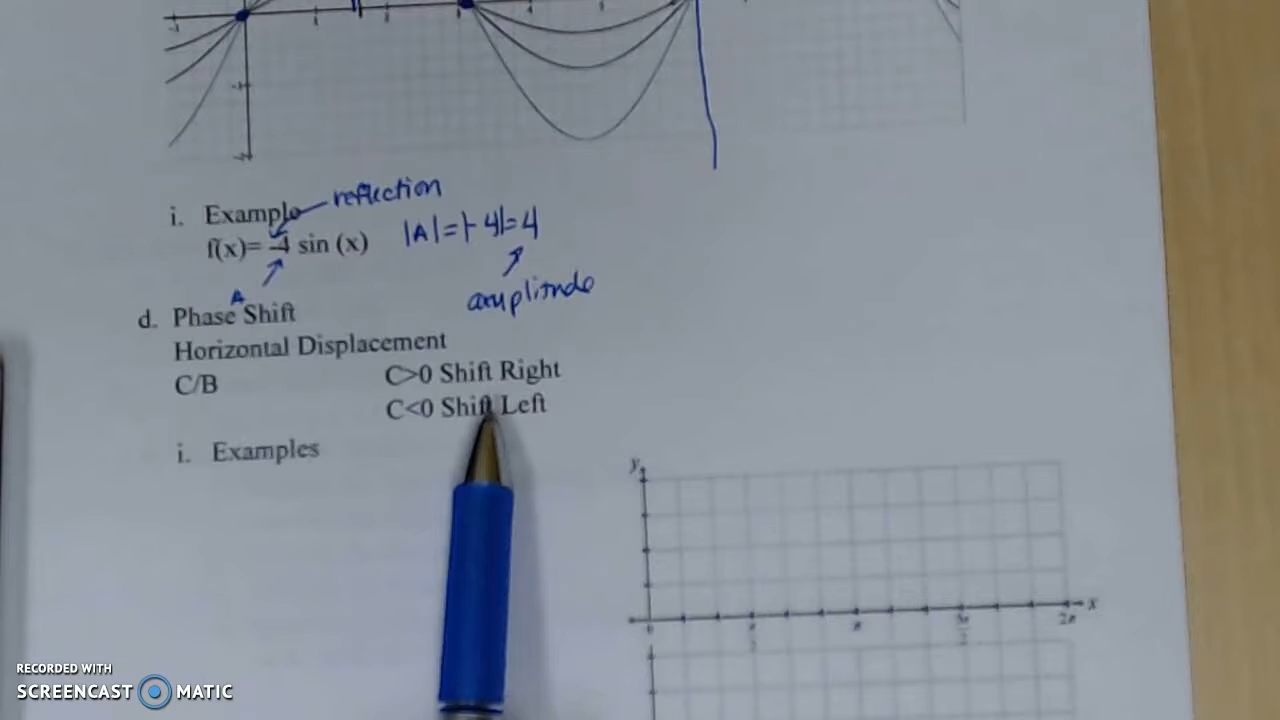 i. Example reflection
f(x)= -4 sin (x) |A|=|-4|=4
A amplitude
d. Phase Shift
Horizontal Displacement
C/B C>0 Shift Right
C<0 Shift Left
i. Examples
y
0 π 2π x
RECORDED WITH
SCREENCAST MATIC